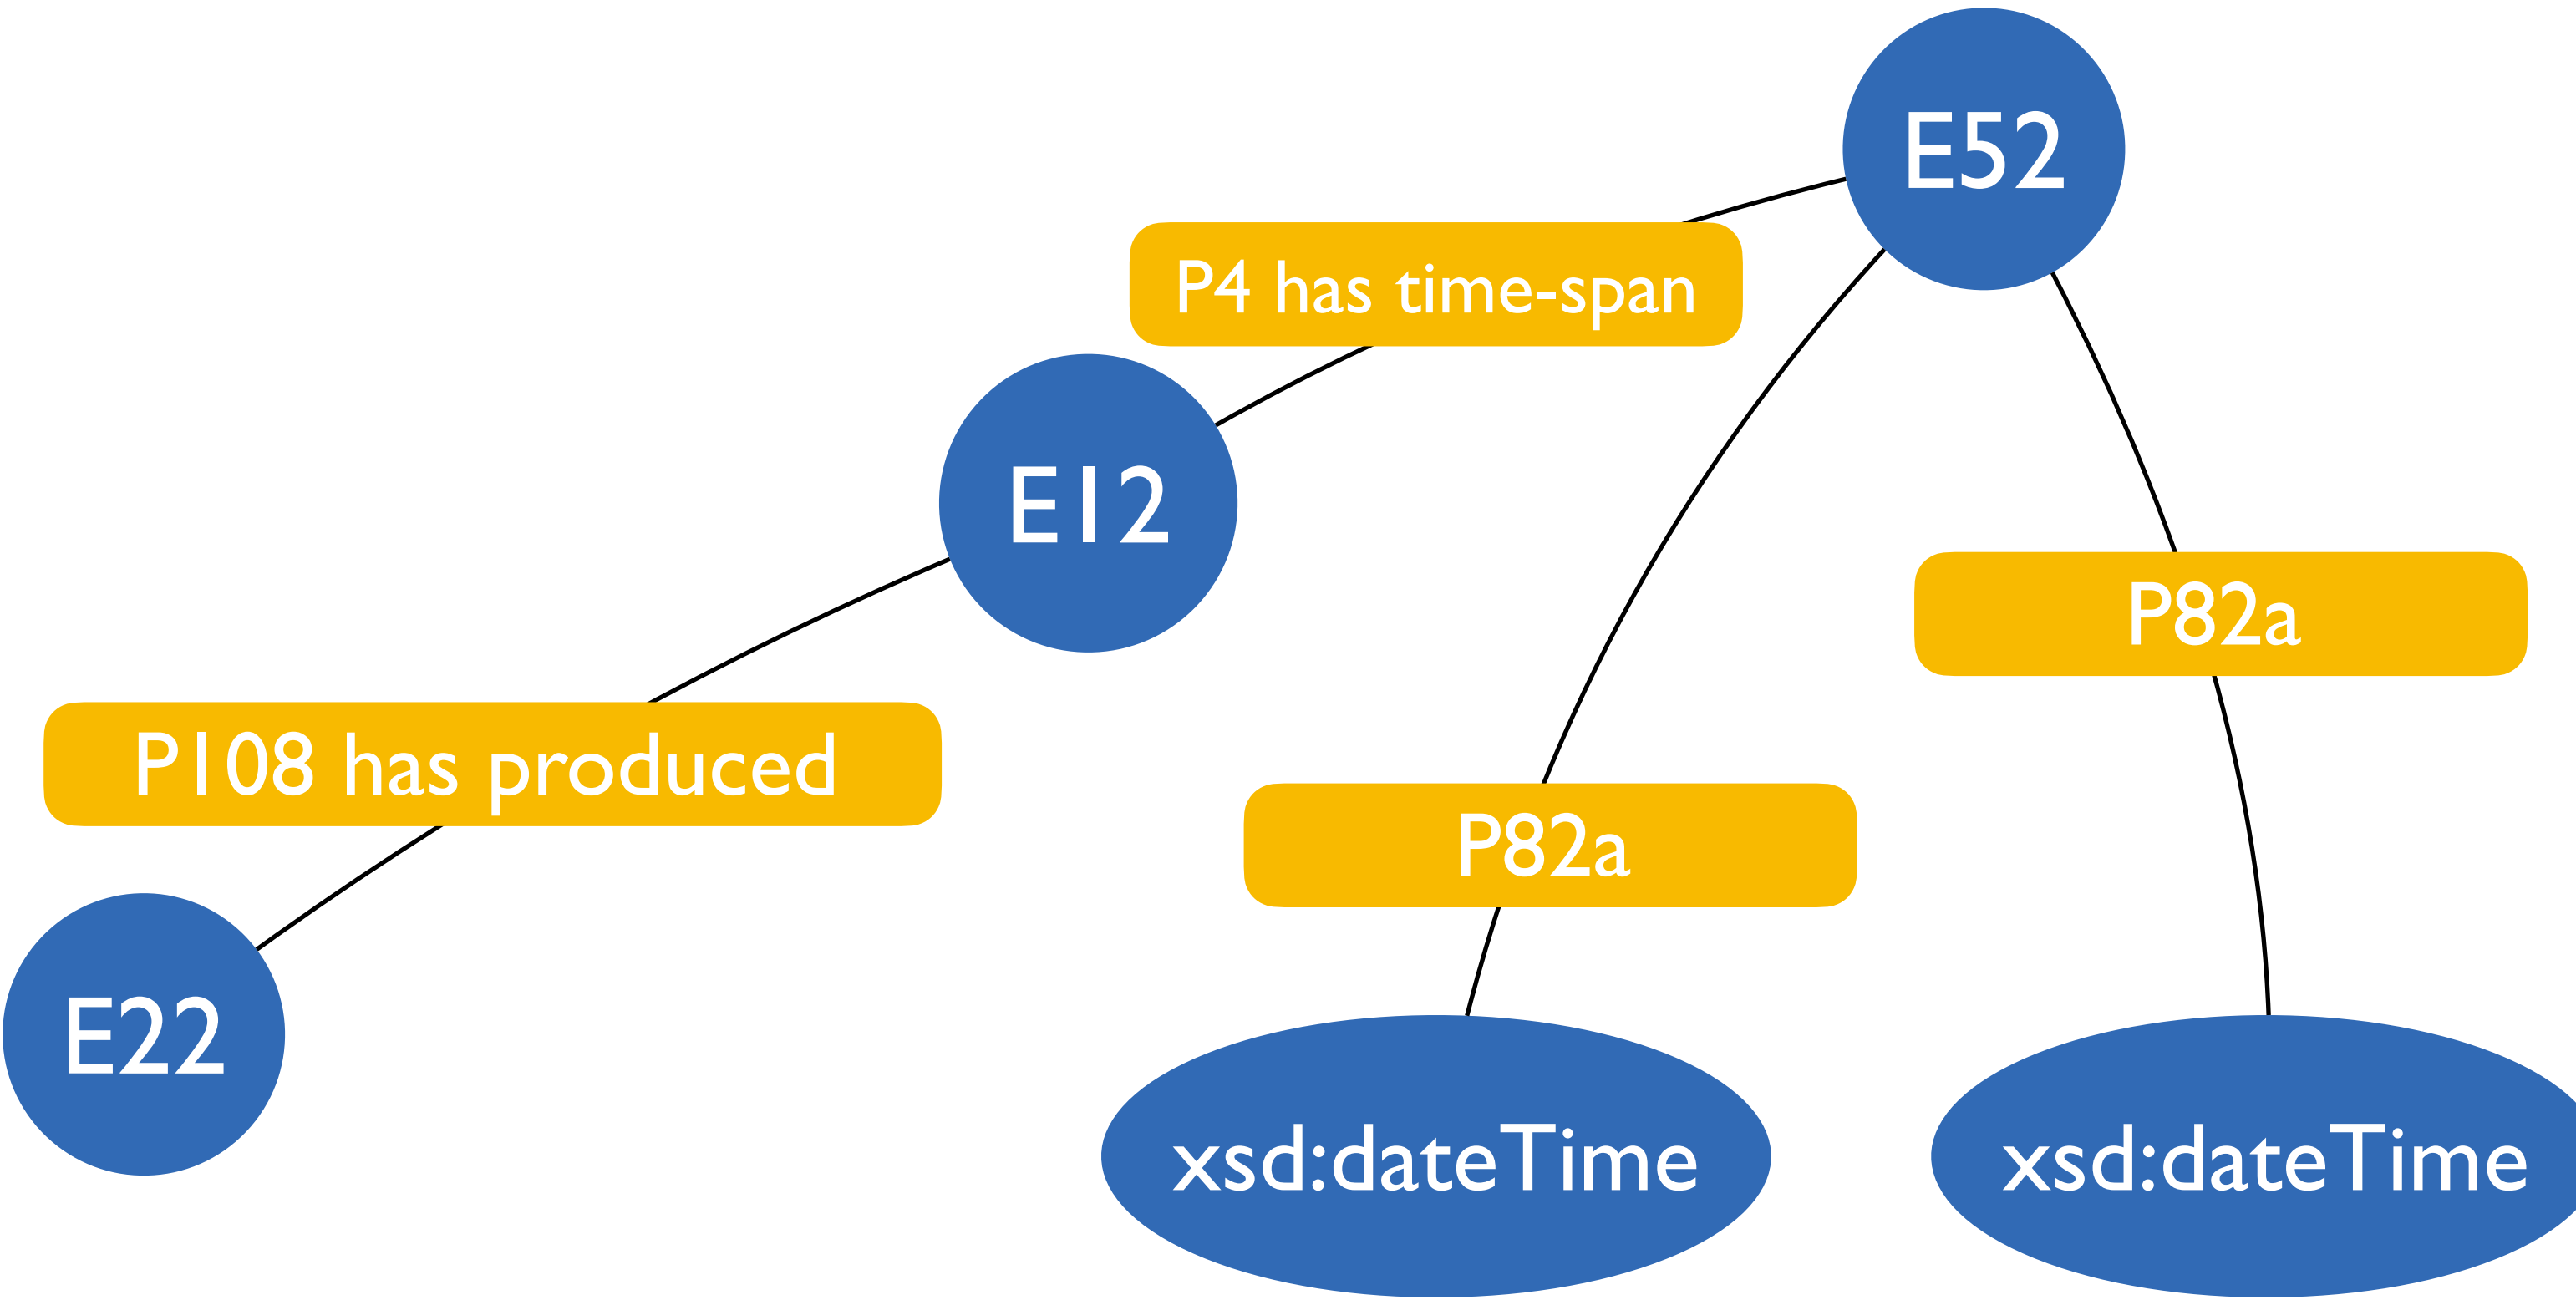 E52
P4 has time-span
E12
P82a
P108 has produced
P82a
E22
xsd:dateTime
xsd:dateTime